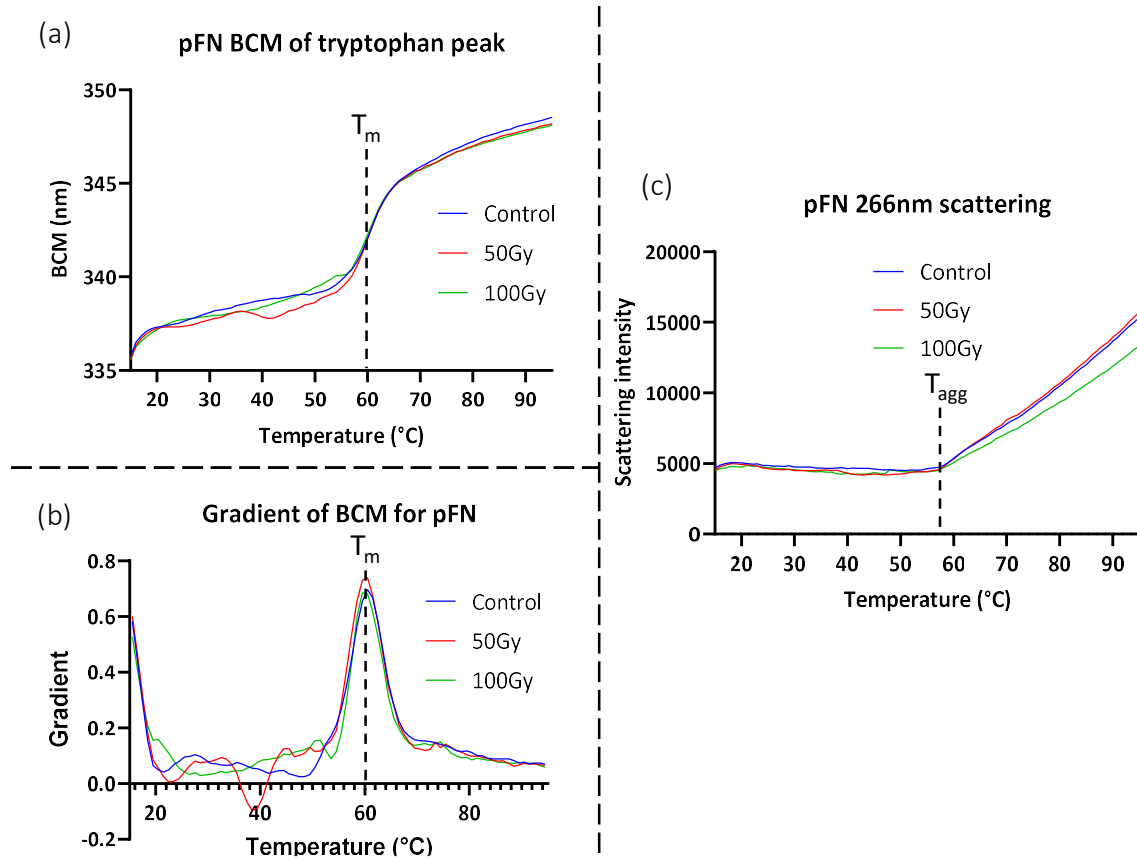 (a)
pFN BCM of tryptophan peak
350
345
340
335
BCM (nm)
Tm
Control
50Gy
100Gy
20 30 40 50 60 70 80 90
Temperature (°C)
(b)
Gradient of BCM for pFN
Tm
0.8
0.6
0.4
0.2
0.0
-0.2
Gradient
Control
50Gy
100Gy
20 40 60 80
Temperature (°C)
(c)
pFN 266nm scattering
20000
15000
10000
5000
0
Scattering intensity
Control
50Gy
100Gy
Tagg
20 30 40 50 60 70 80 90
Temperature (°C)